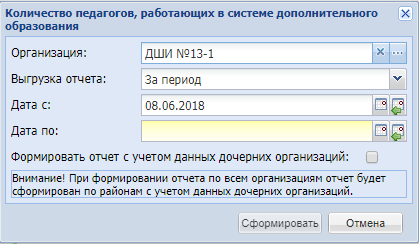 Количество педагогов, работающих в системе дополнительного
образования
Организация: ДШИ №13-1
Выгрузка отчета: За период
Дата с: 08.06.2018
Дата по:
Формировать отчет с учетом данных дочерних организаций:
Внимание! При формировании отчета по всем организациям отчет будет
сформирован по районам с учетом данных дочерних организаций.
Сформировать Отмена